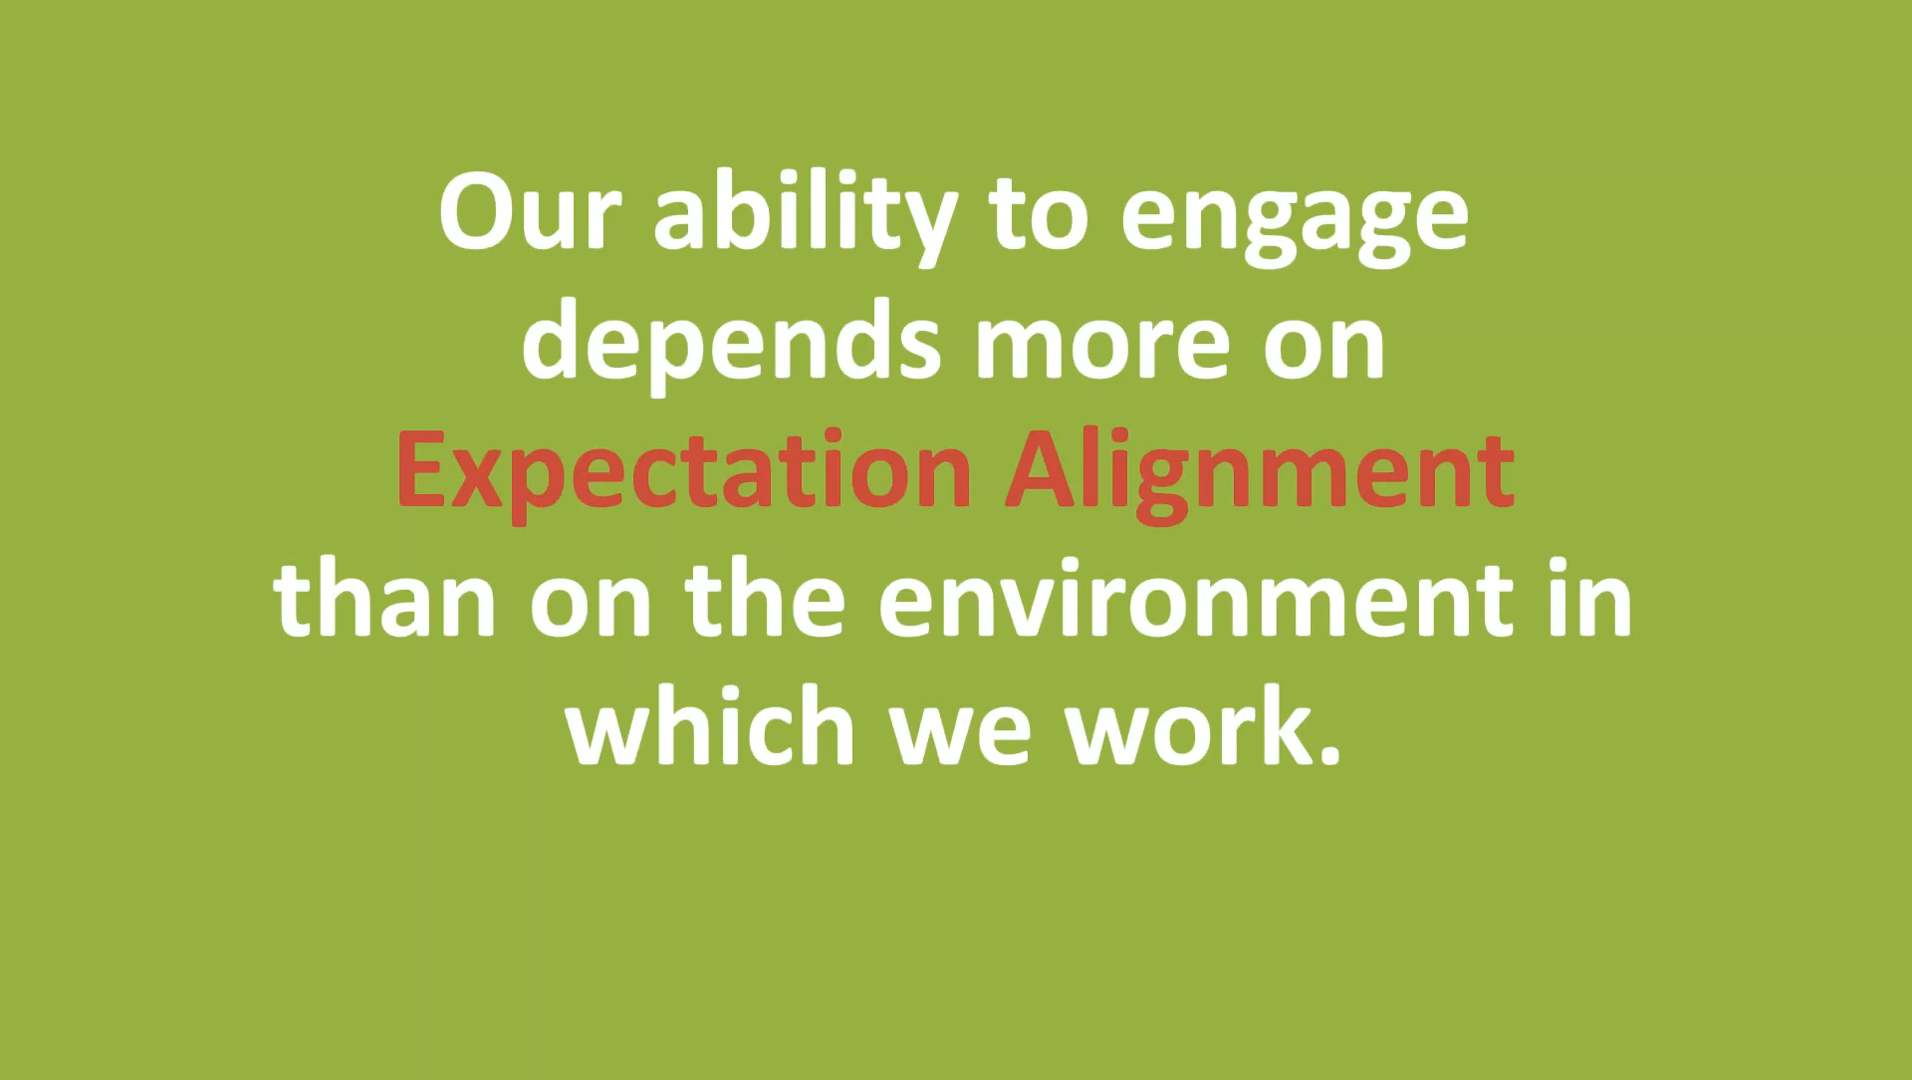 Our ability to engage
depends more on
Expectation Alignment
than on the environment in
which we work.